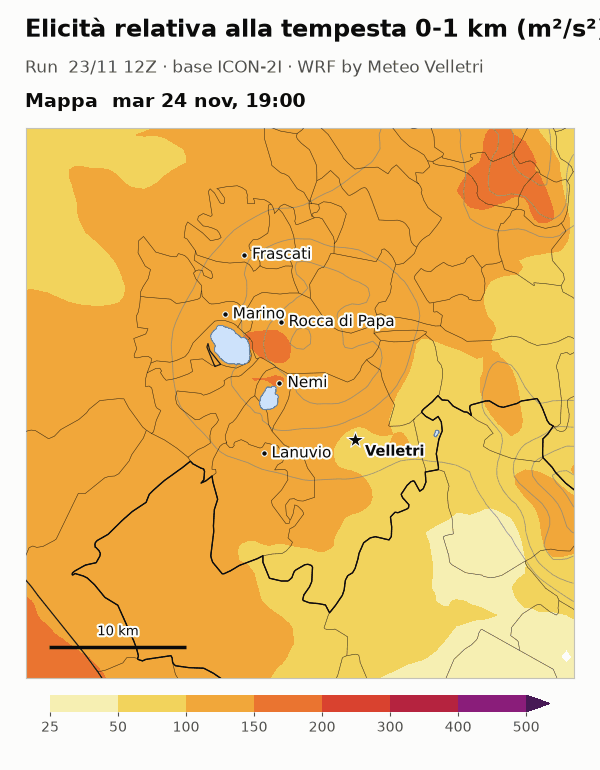 Elicità relativa alla tempesta 0-1 km (m²/s²)
Run 23/11 12Z · base ICON-2I · WRF by Meteo Velletri
Mappa mar 24 nov, 19:00
Frascati
Marino
Rocca di Papa
Nemi
Velletri
Lanuvio
10 km
25 50 100 150 200 300 400 500